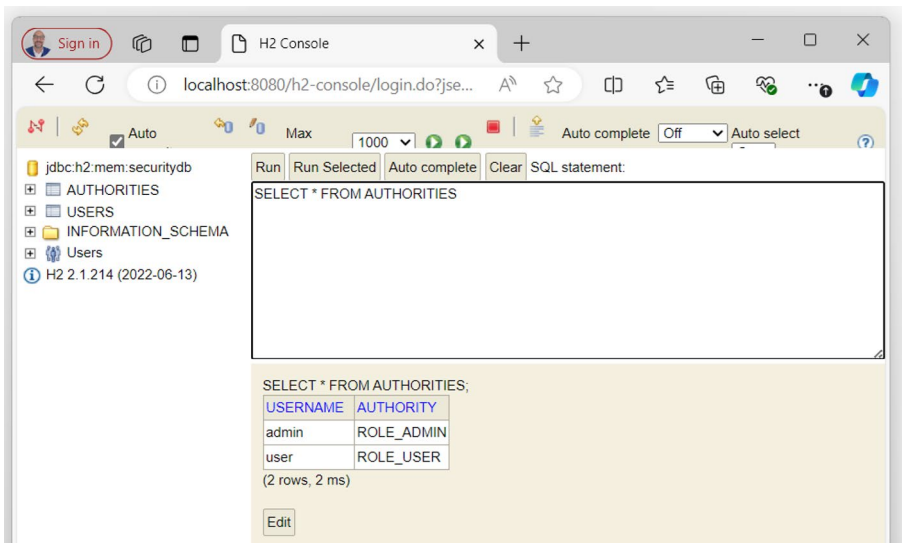 Sign in
H2 Console
localhost:8080/h2-console/login.do?jse...
Auto
Max
1000
Auto complete Off
Auto select
jdbc:h2:mem:securitydb
AUTHORITIES
USERS
INFORMATION_SCHEMA
Users
H2 2.1.214 (2022-06-13)
Run Run Selected Auto complete Clear SQL statement:
SELECT * FROM AUTHORITIES
SELECT * FROM AUTHORITIES;
USERNAME AUTHORITY
admin ROLE_ADMIN
user ROLE_USER
(2 rows, 2 ms)
Edit